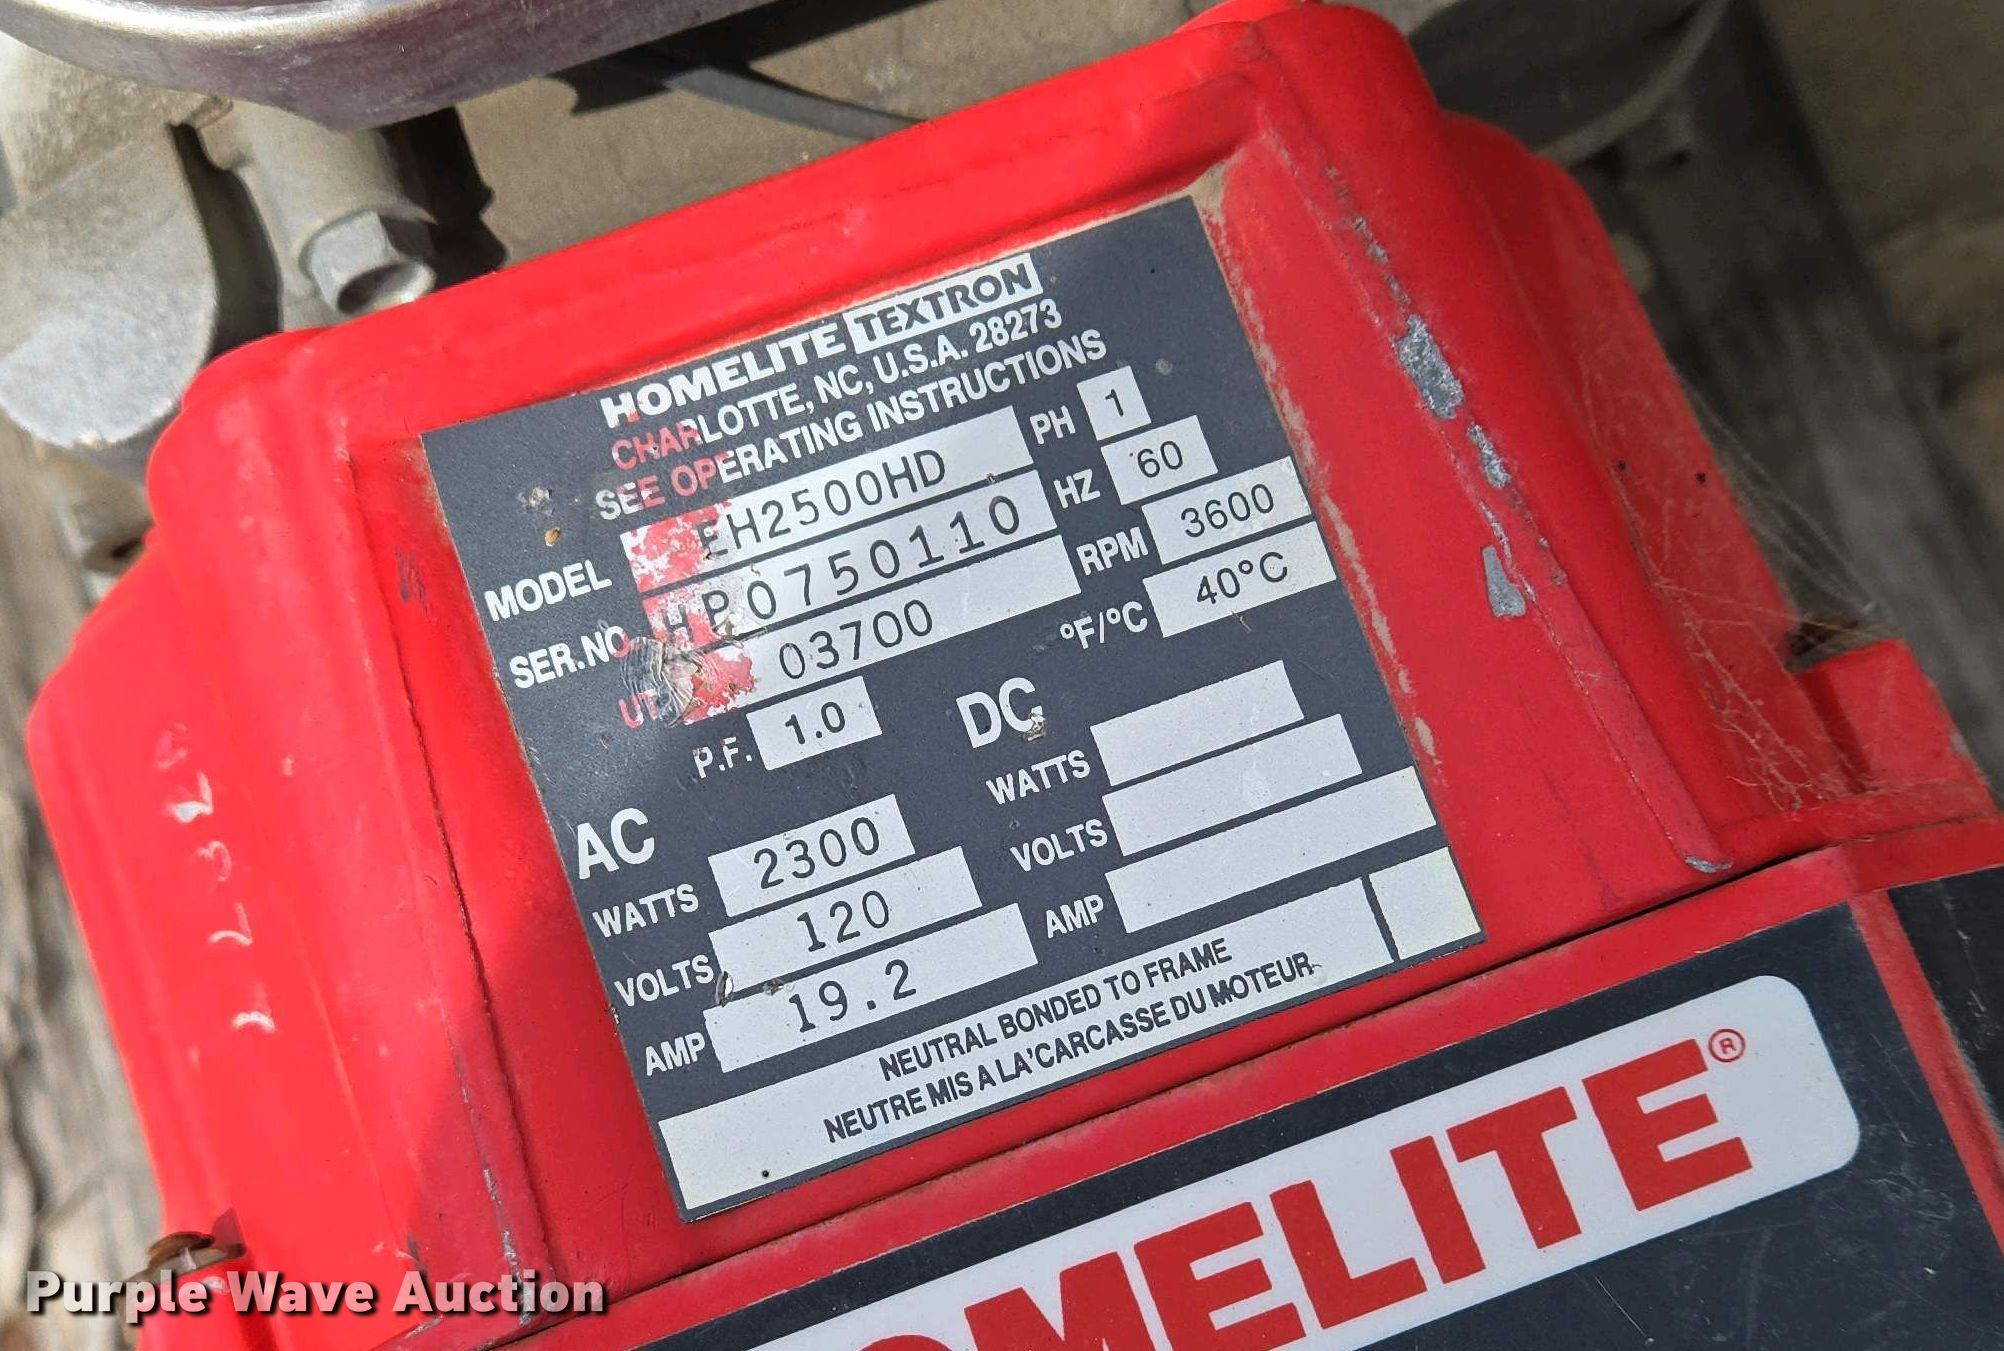 HOMELITE TEXTRON
CHARLOTTE, NC, U.S.A. 28273
SEE OPERATING INSTRUCTIONS
MODEL EH2500HD PH 1
SER.NO. HP0750110 HZ 60
UT 03700 RPM 3600
°F/°C 40°C
P.F. 1.0
AC
WATTS 2300
VOLTS 120
AMP 19.2
DC
WATTS
VOLTS
AMP
NEUTRAL BONDED TO FRAME
NEUTRE MIS A LA'CARCASSE DU MOTEUR
OMELITE®
Purple Wave Auction